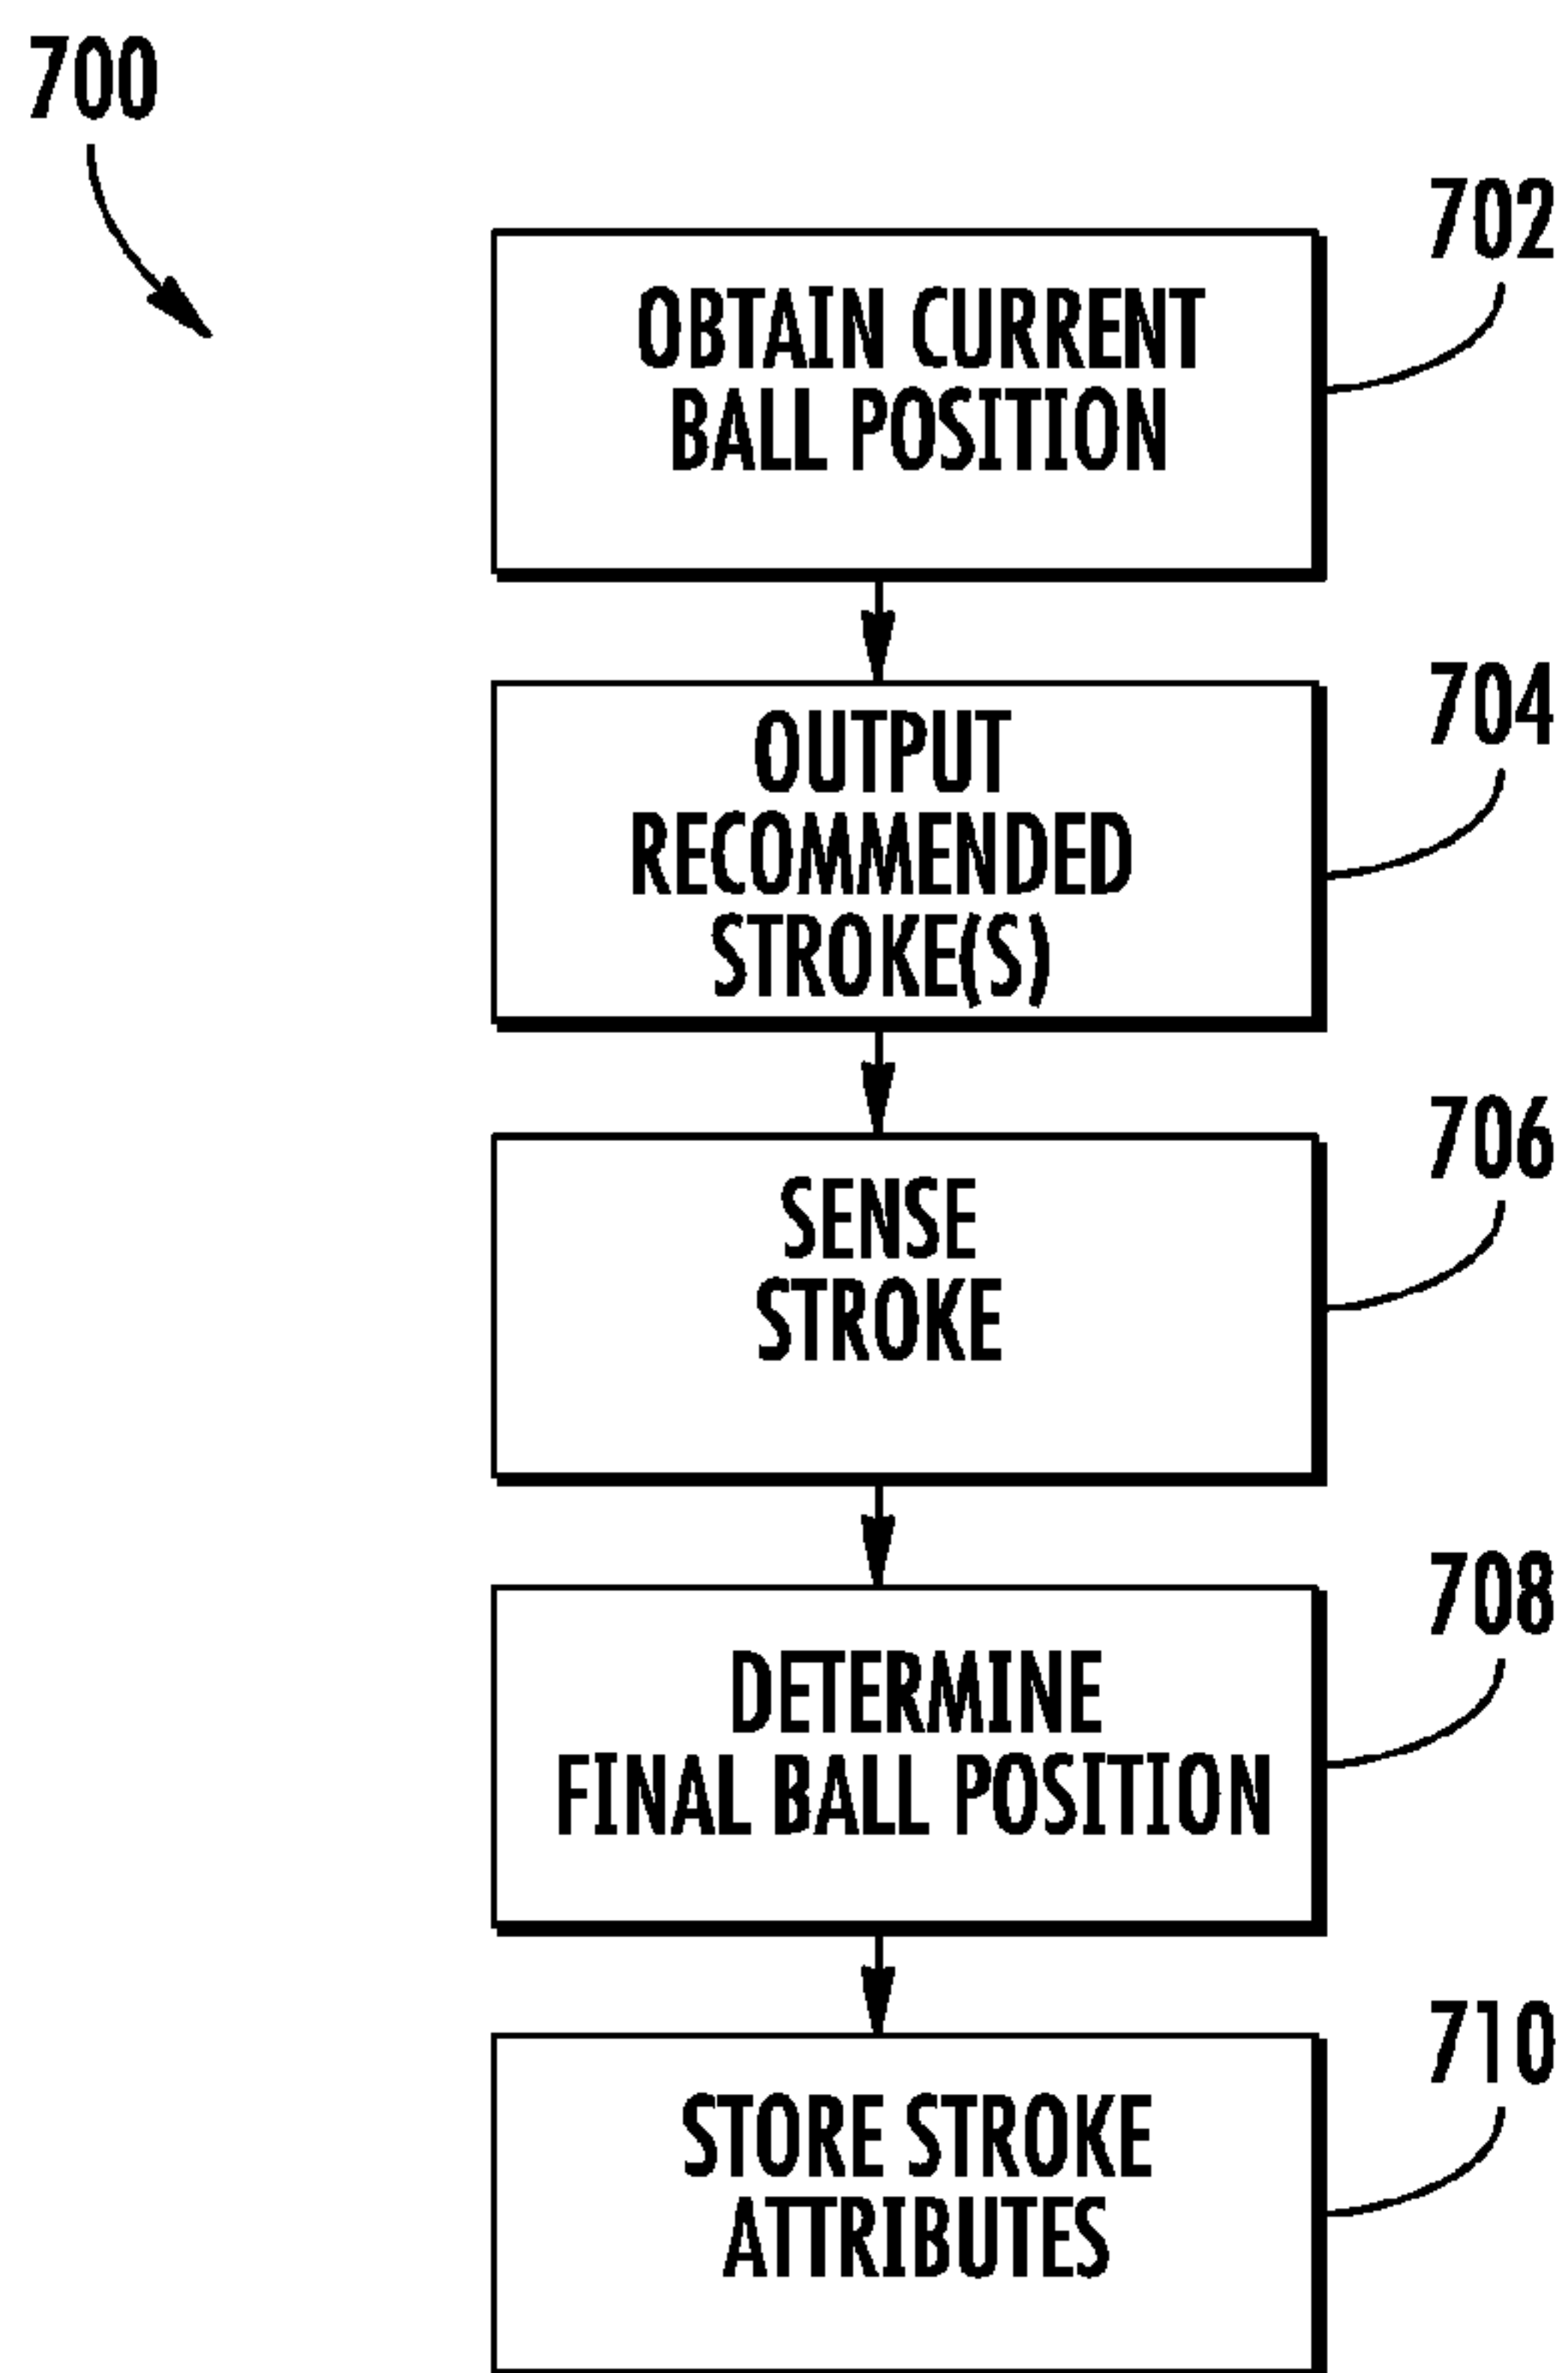 700
702
OBTAIN CURRENT
BALL POSITION
704
OUTPUT
RECOMMENDED
STROKE(S)
706
SENSE
STROKE
708
DETERMINE
FINAL BALL POSITION
710
STORE STROKE
ATTRIBUTES